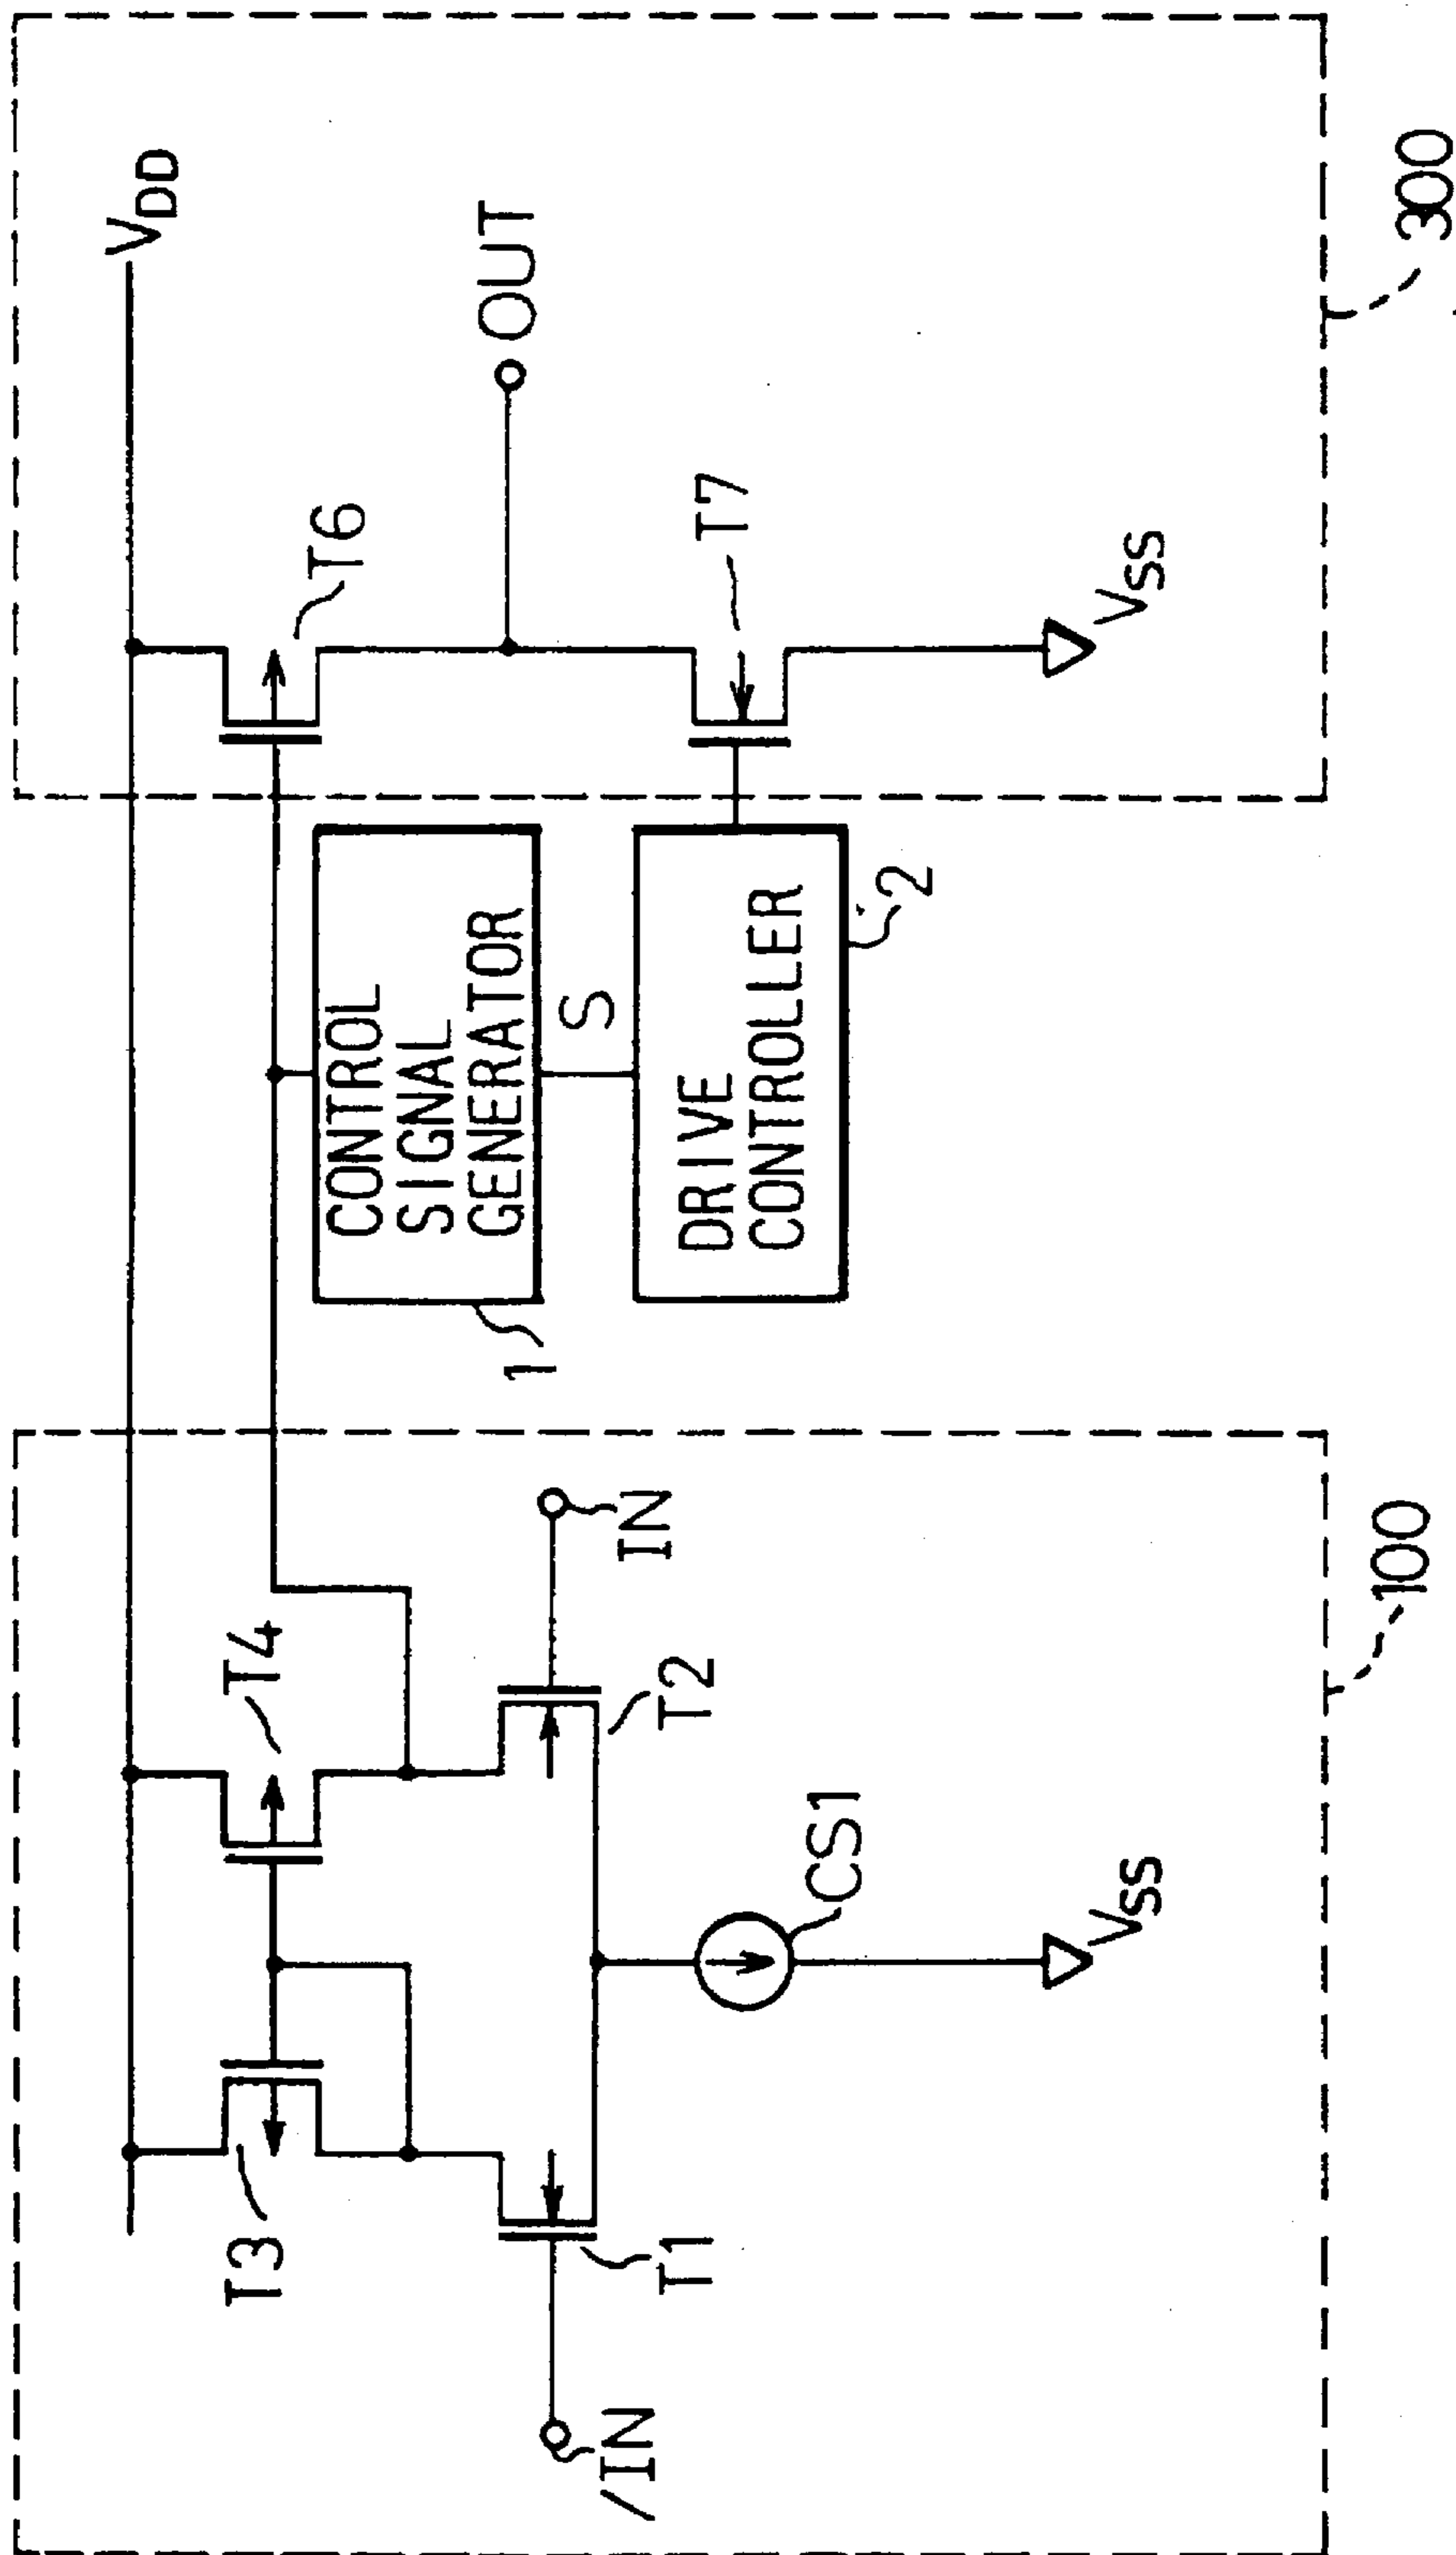 V_DD
T3
T4
T6
/IN
T1
T2
IN
CS1
V_SS
1
CONTROL
SIGNAL
GENERATOR
S
DRIVE
CONTROLLER
2
OUT
T7
V_SS
100
300